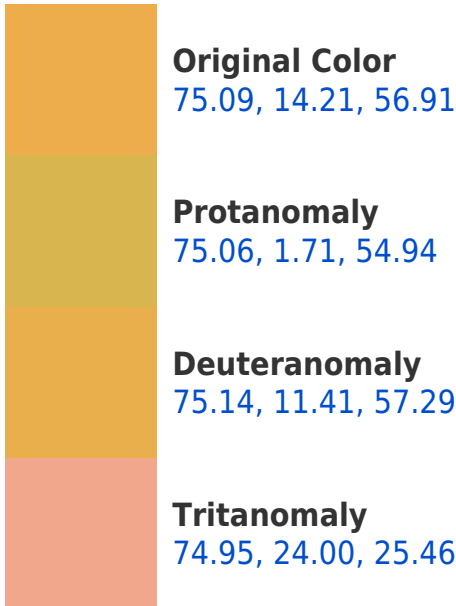 Original Color
75.09, 14.21, 56.91
Protanomaly
75.06, 1.71, 54.94
Deuteranomaly
75.14, 11.41, 57.29
Tritanomaly
74.95, 24.00, 25.46